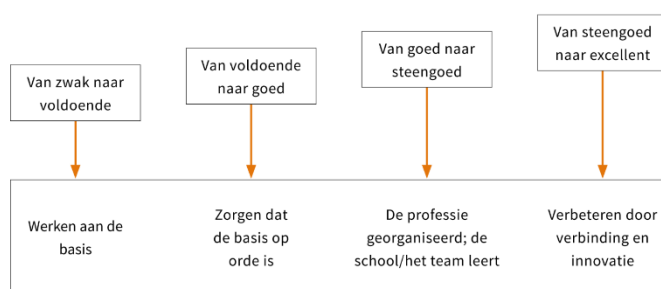 Van zwak naar
voldoende
Van voldoende
naar goed
Van goed naar
steengoed
Van steengoed
naar excellent
Werken aan de
basis
Zorgen dat
de basis op
orde is
De professie
georganiseerd; de
school/het team leert
Verbeteren door
verbinding en
innovatie